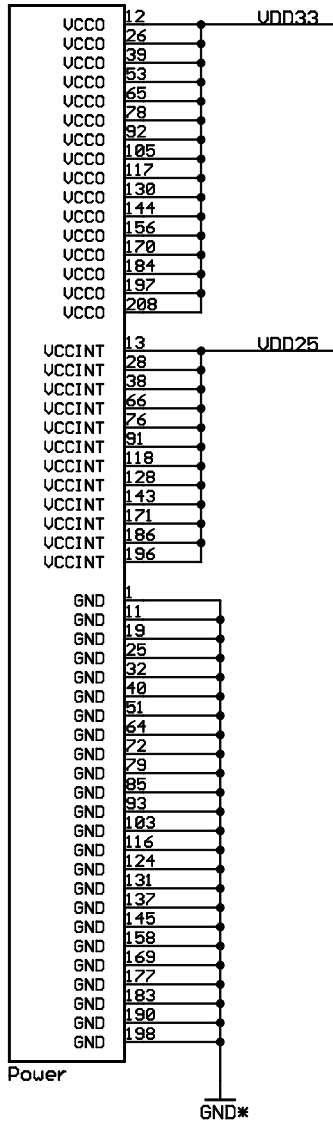 VCCO 12 VDD33
VCCO 26
VCCO 39
VCCO 53
VCCO 65
VCCO 78
VCCO 92
VCCO 105
VCCO 117
VCCO 130
VCCO 144
VCCO 156
VCCO 170
VCCO 184
VCCO 197
VCCO 208
VCCINT 13 VDD25
VCCINT 28
VCCINT 38
VCCINT 66
VCCINT 76
VCCINT 91
VCCINT 118
VCCINT 128
VCCINT 143
VCCINT 171
VCCINT 186
VCCINT 196
GND 1
GND 11
GND 19
GND 25
GND 32
GND 40
GND 51
GND 64
GND 72
GND 79
GND 85
GND 93
GND 103
GND 116
GND 124
GND 131
GND 137
GND 145
GND 158
GND 169
GND 177
GND 183
GND 190
GND 198
Power
GND*